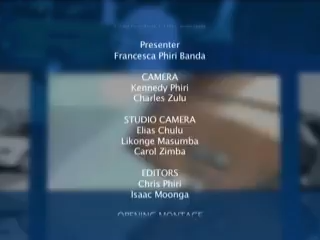 Presenter
Francesca Phiri Banda
CAMERA
Kennedy Phiri
Charles Zulu
STUDIO CAMERA
Elias Chulu
Likonge Masumba
Carol Zimba
EDITORS
Chris Phiri
Isaac Moonga
OPENING MONTAGE